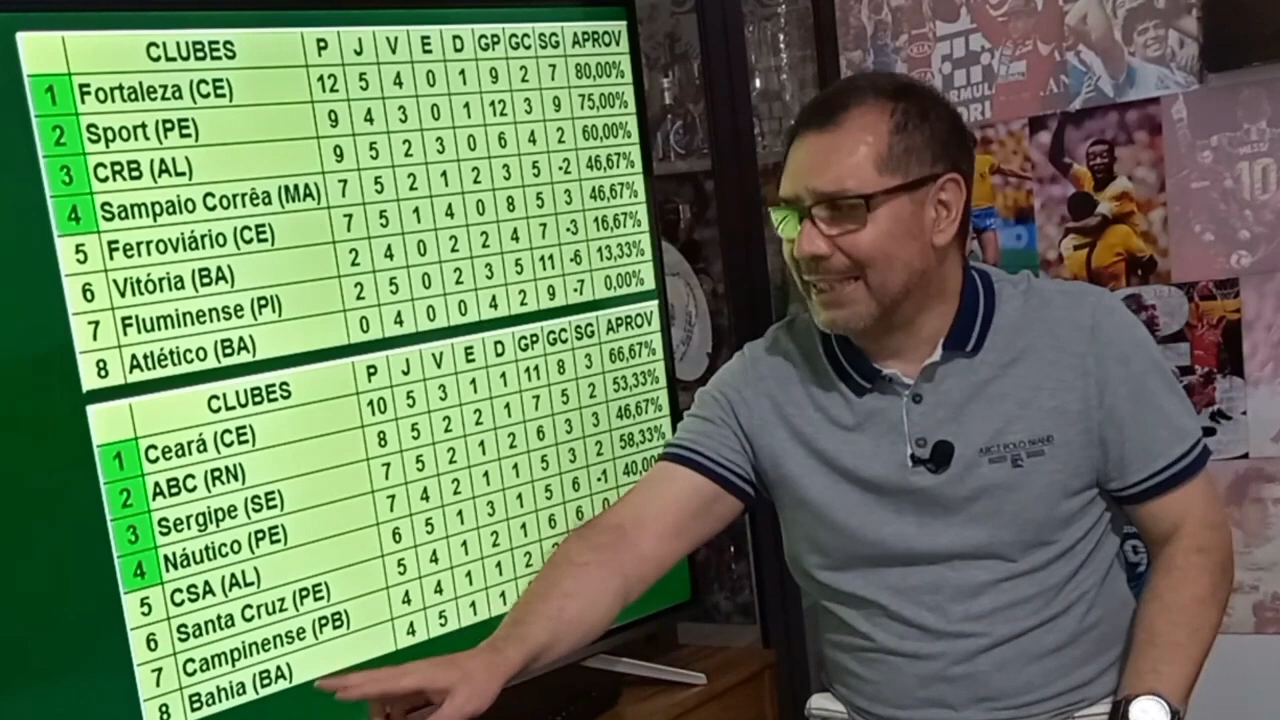 CLUBES P J V E D GP GC SG APROV
1 Fortaleza (CE) 12 5 4 0 1 9 2 7 80,00%
2 Sport (PE) 9 4 3 0 1 12 3 9 75,00%
3 CRB (AL) 9 5 2 3 0 6 4 2 60,00%
4 Sampaio Corrêa (MA) 7 5 2 1 2 3 5 -2 46,67%
5 Ferroviário (CE) 7 5 1 4 0 8 5 3 46,67%
6 Vitória (BA) 2 4 0 2 2 4 7 -3 16,67%
7 Fluminense (PI) 2 5 0 2 3 5 11 -6 13,33%
8 Atlético (BA) 0 4 0 0 4 2 9 -7 0,00%
CLUBES P J V E D GP GC SG APROV
1 Ceará (CE) 10 5 3 1 1 11 8 3 66,67%
2 ABC (RN) 8 5 2 2 1 7 5 2 53,33%
3 Sergipe (SE) 7 5 2 1 2 6 3 3 46,67%
4 Náutico (PE) 7 4 2 1 1 5 3 2 58,33%
5 CSA (AL) 6 5 1 3 1 5 6 -1 40,00
6 Santa Cruz (PE) 5 4 1 2 1 6 6 0
7 Campinense (PB) 4 4 1 1 2
8 Bahia (BA) 4 5 1 1
KIA
MESSI
10